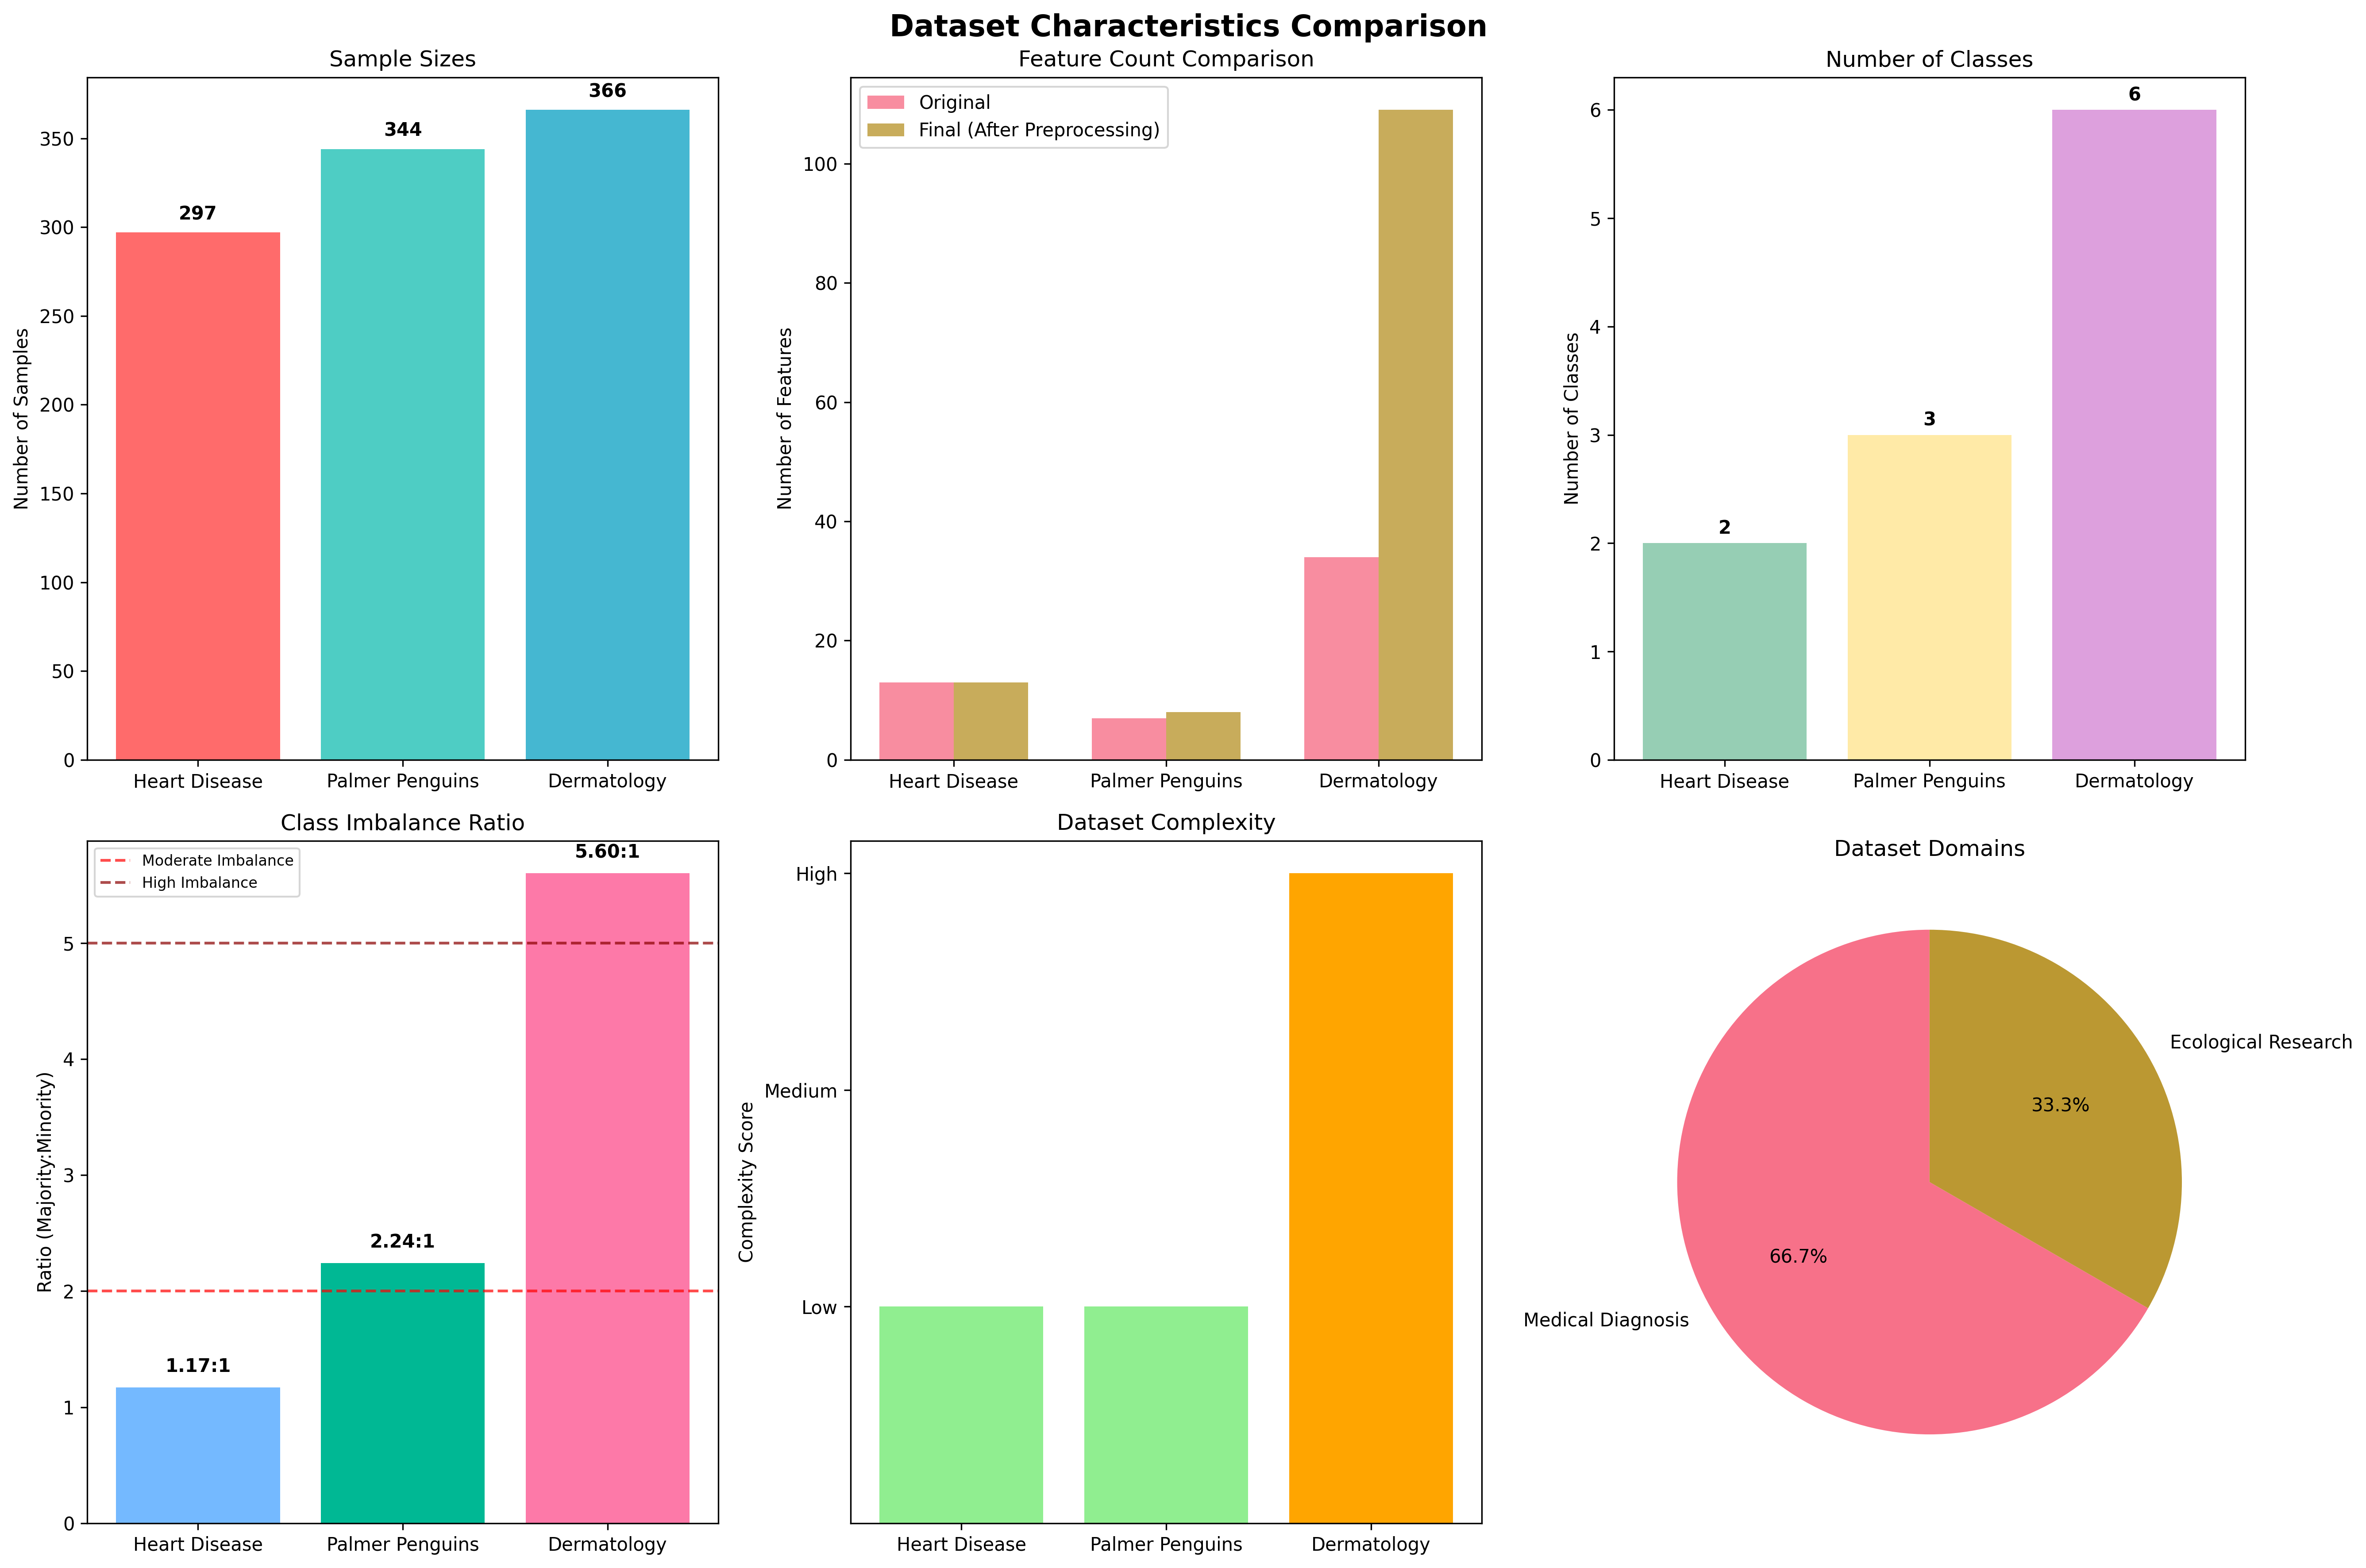 Dataset Characteristics Comparison
Sample Sizes
Number of Samples
350
300
250
200
150
100
50
0
297
344
366
Heart Disease
Palmer Penguins
Dermatology
Feature Count Comparison
Original
Final (After Preprocessing)
Number of Features
100
80
60
40
20
0
Heart Disease
Palmer Penguins
Dermatology
Number of Classes
Number of Classes
6
5
4
3
2
1
0
2
3
6
Heart Disease
Palmer Penguins
Dermatology
Class Imbalance Ratio
Moderate Imbalance
High Imbalance
Ratio (Majority:Minority)
5
4
3
2
1
0
1.17:1
2.24:1
5.60:1
Heart Disease
Palmer Penguins
Dermatology
Dataset Complexity
Complexity Score
High
Medium
Low
Heart Disease
Palmer Penguins
Dermatology
Dataset Domains
Ecological Research
33.3%
66.7%
Medical Diagnosis